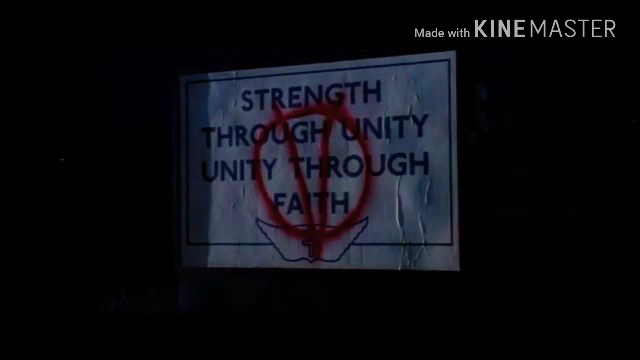 Made with KINEMASTER
STRENGTH
THROUGH UNITY
UNITY THROUGH
FAITH